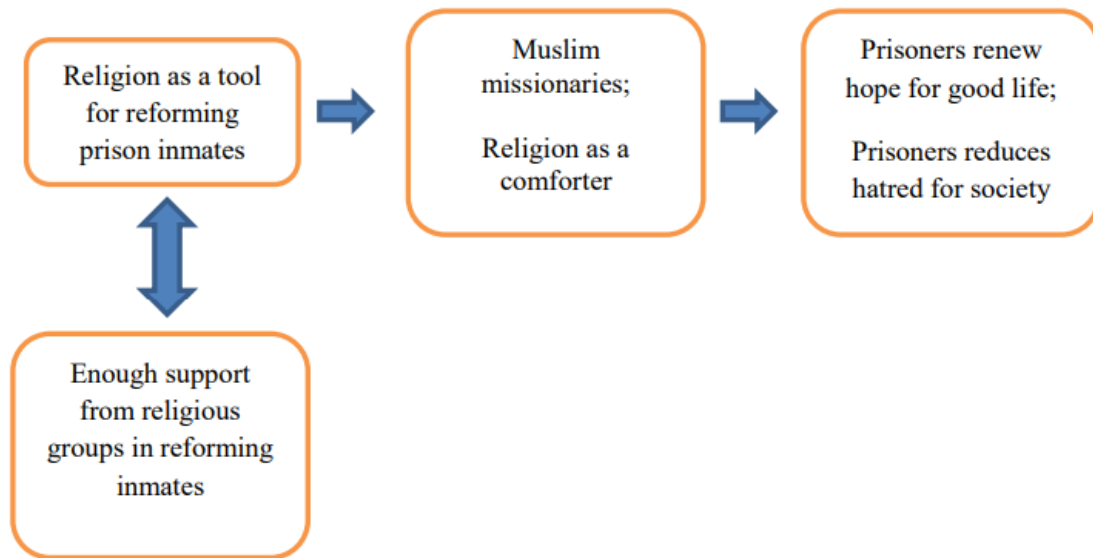 Religion as a tool
for reforming
prison inmates
Muslim
missionaries;
Religion as a
comforter
Prisoners renew
hope for good life;
Prisoners reduces
hatred for society
Enough support
from religious
groups in reforming
inmates